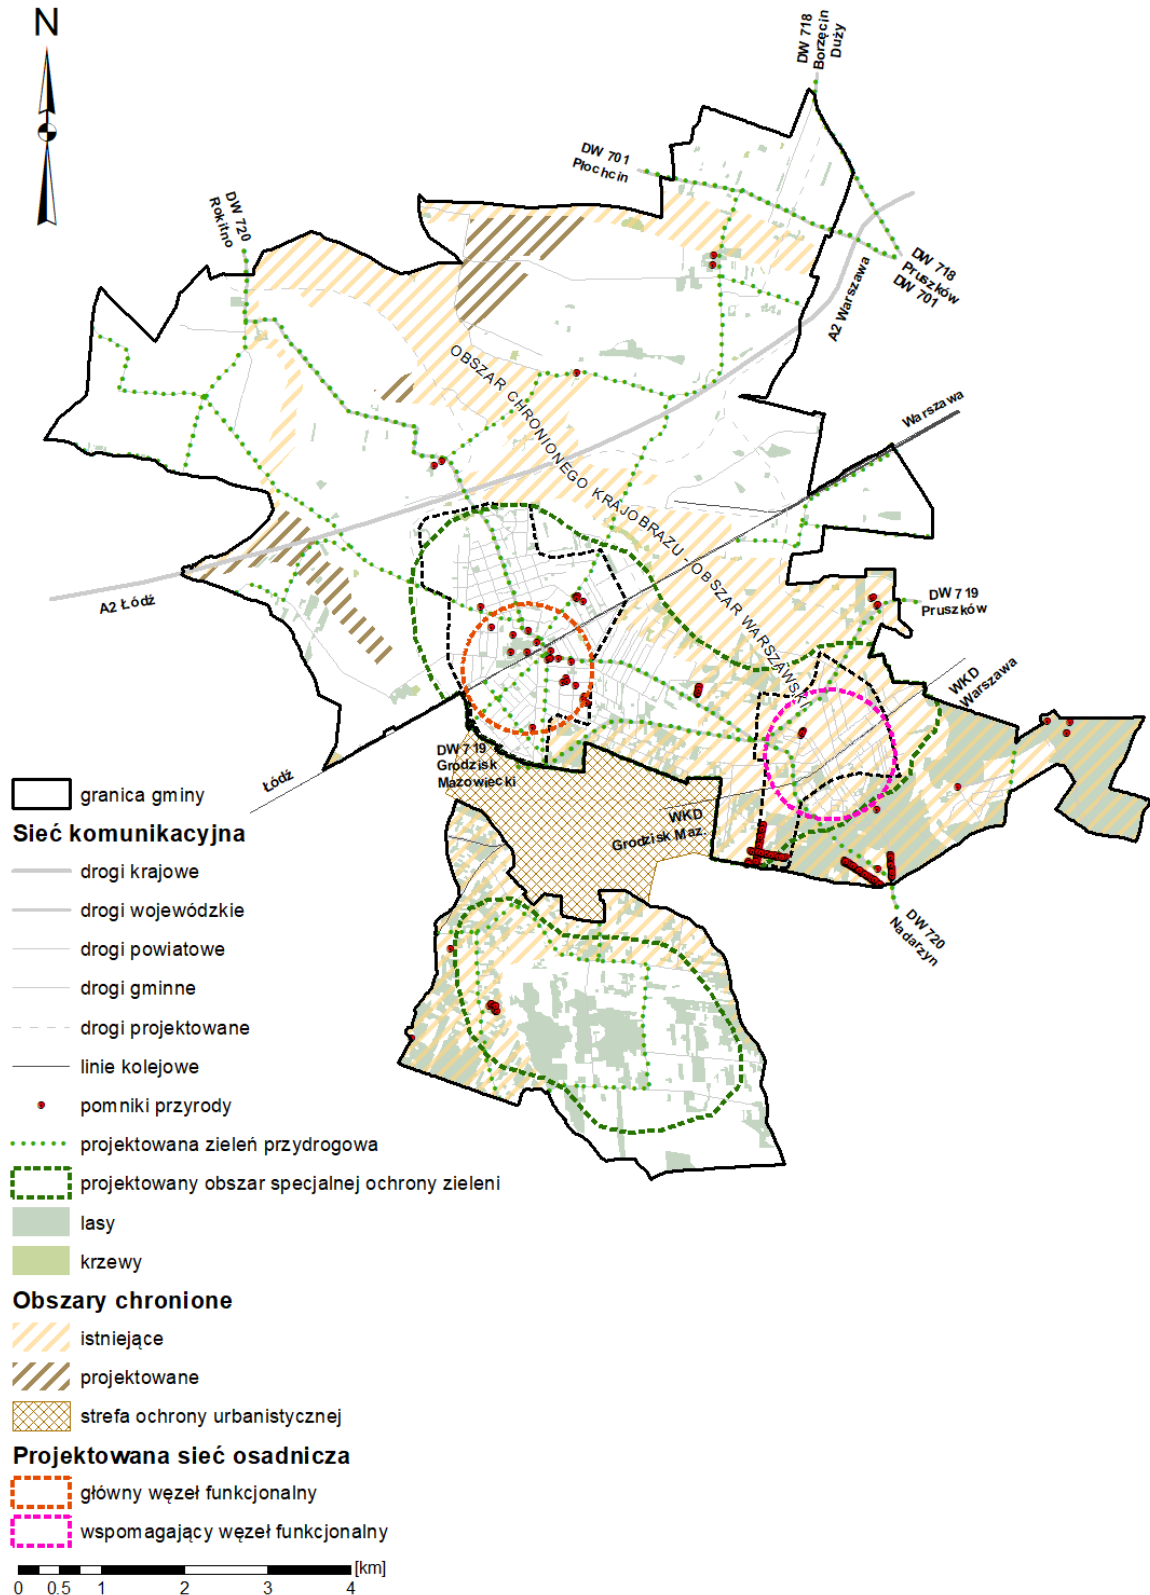 N
DW 718
Borzęcin
Duży
DW 701
Płochcin
DW 720
Rokitno
DW 718
Pruszków
DW 701
A2 Warszawa
OBSZAR CHRONIONEGO KRAJOBRAZU - OBSZAR WARSZAWSKI
Warszawa
A2 Łódź
DW 719
Pruszków
WKD
Warszawa
DW 719
Grodzisk
Mazowiecki
Łódź
WKD
Grodzisk Maz.
DW 720
Nadarzyn
granica gminy
Sieć komunikacyjna
drogi krajowe
drogi wojewódzkie
drogi powiatowe
drogi gminne
drogi projektowane
linie kolejowe
pomniki przyrody
projektowana zieleń przydrogowa
projektowany obszar specjalnej ochrony zieleni
lasy
krzewy
Obszary chronione
istniejące
projektowane
strefa ochrony urbanistycznej
Projektowana sieć osadnicza
główny węzeł funkcjonalny
wspomagający węzeł funkcjonalny
[km]
0 0.5 1 2 3 4